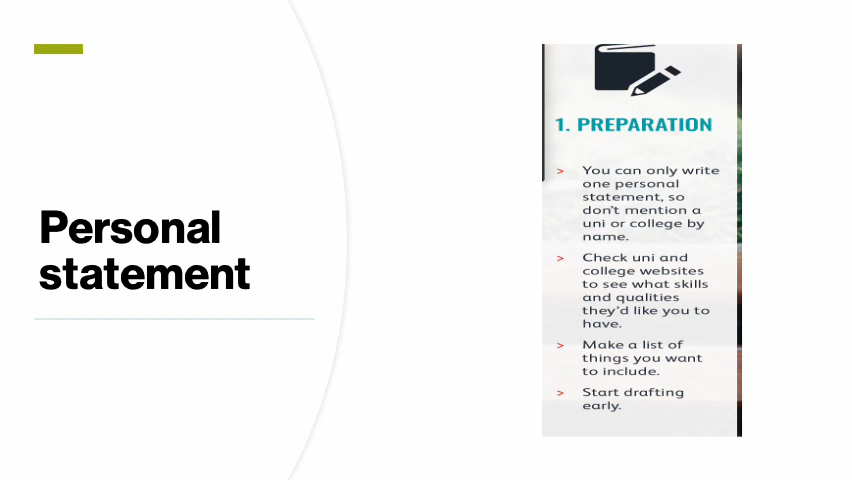 Personal
statement
1. PREPARATION
> You can only write
one personal
statement, so
don't mention a
uni or college by
name.
> Check uni and
college websites
to see what skills
and qualities
they'd like you to
have.
> Make a list of
things you want
to include.
> Start drafting
early.